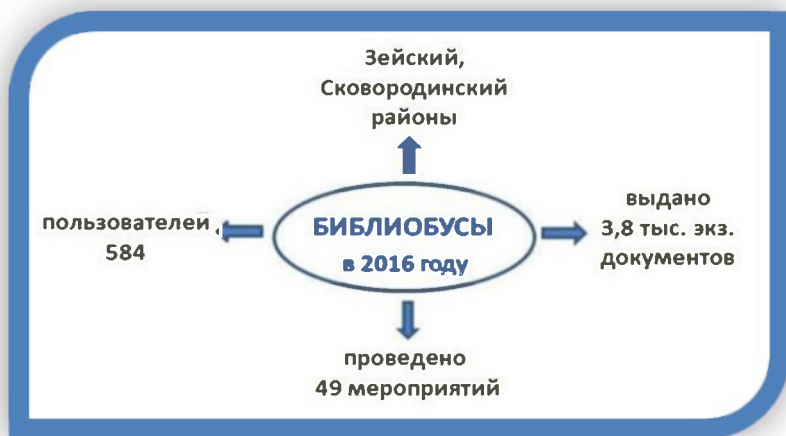 Зейский,
Сковородинский
районы
пользователей
584
БИБЛИОБУСЫ
в 2016 году
выдано
3,8 тыс. экз.
документов
проведено
49 мероприятий